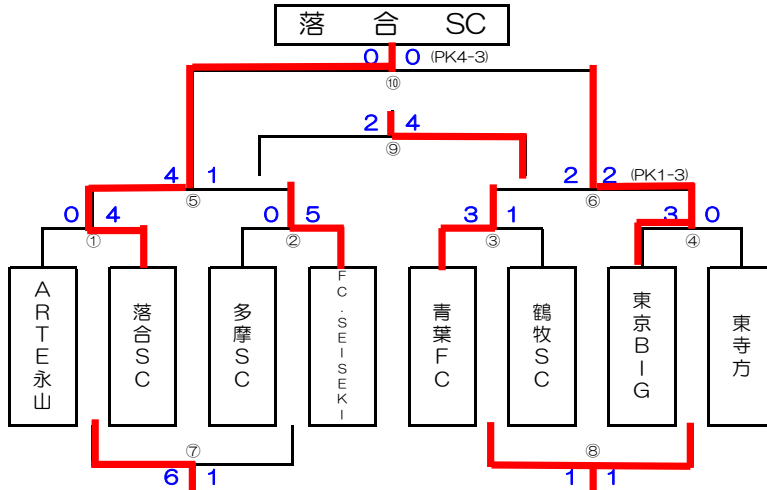 落 合 SC
0 0 (PK4-3)
⑩
2 4
⑨
4 1
⑤
2 2 (PK1-3)
⑥
0 4
①
0 5
②
3 1
③
3 0
④
ARTE永山
落合SC
多摩SC
FC.SEISEKI
青葉FC
鶴牧SC
東京BIG
東寺方
⑦
6 1
⑧
1 1